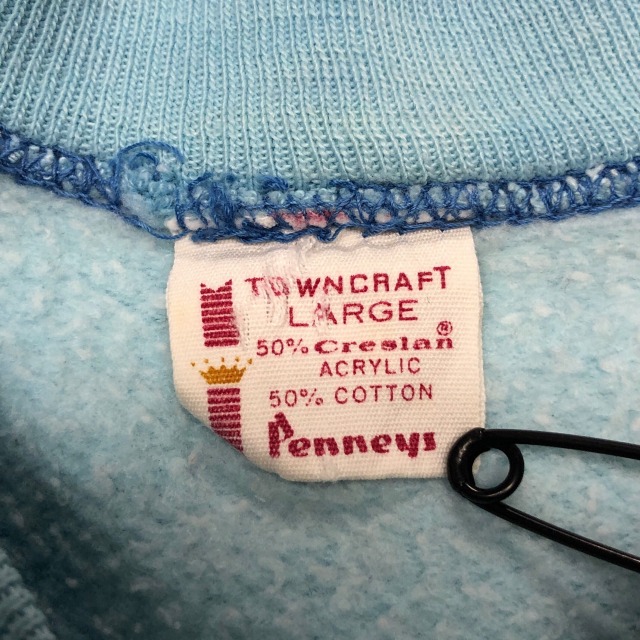 TOWNCRAFT
LARGE
50% Creslan®
ACRYLIC
50% COTTON
Penneys